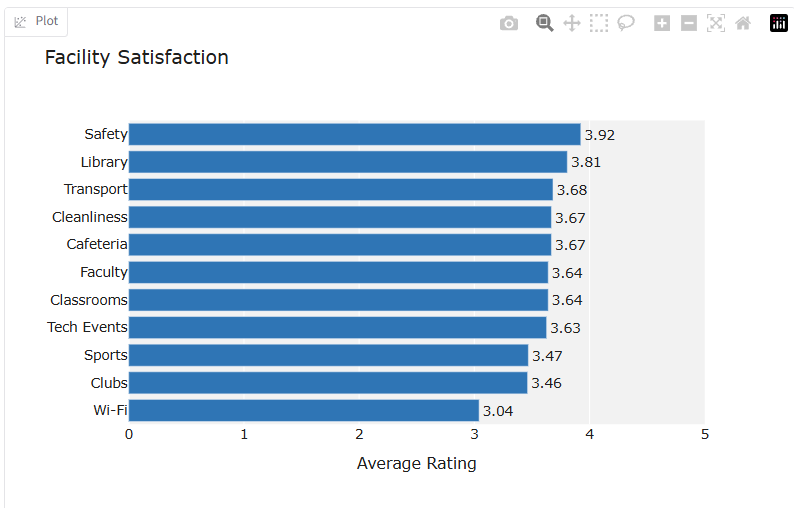 Plot
Facility Satisfaction
Safety 3.92
Library 3.81
Transport 3.68
Cleanliness 3.67
Cafeteria 3.67
Faculty 3.64
Classrooms 3.64
Tech Events 3.63
Sports 3.47
Clubs 3.46
Wi-Fi 3.04
0 1 2 3 4 5
Average Rating